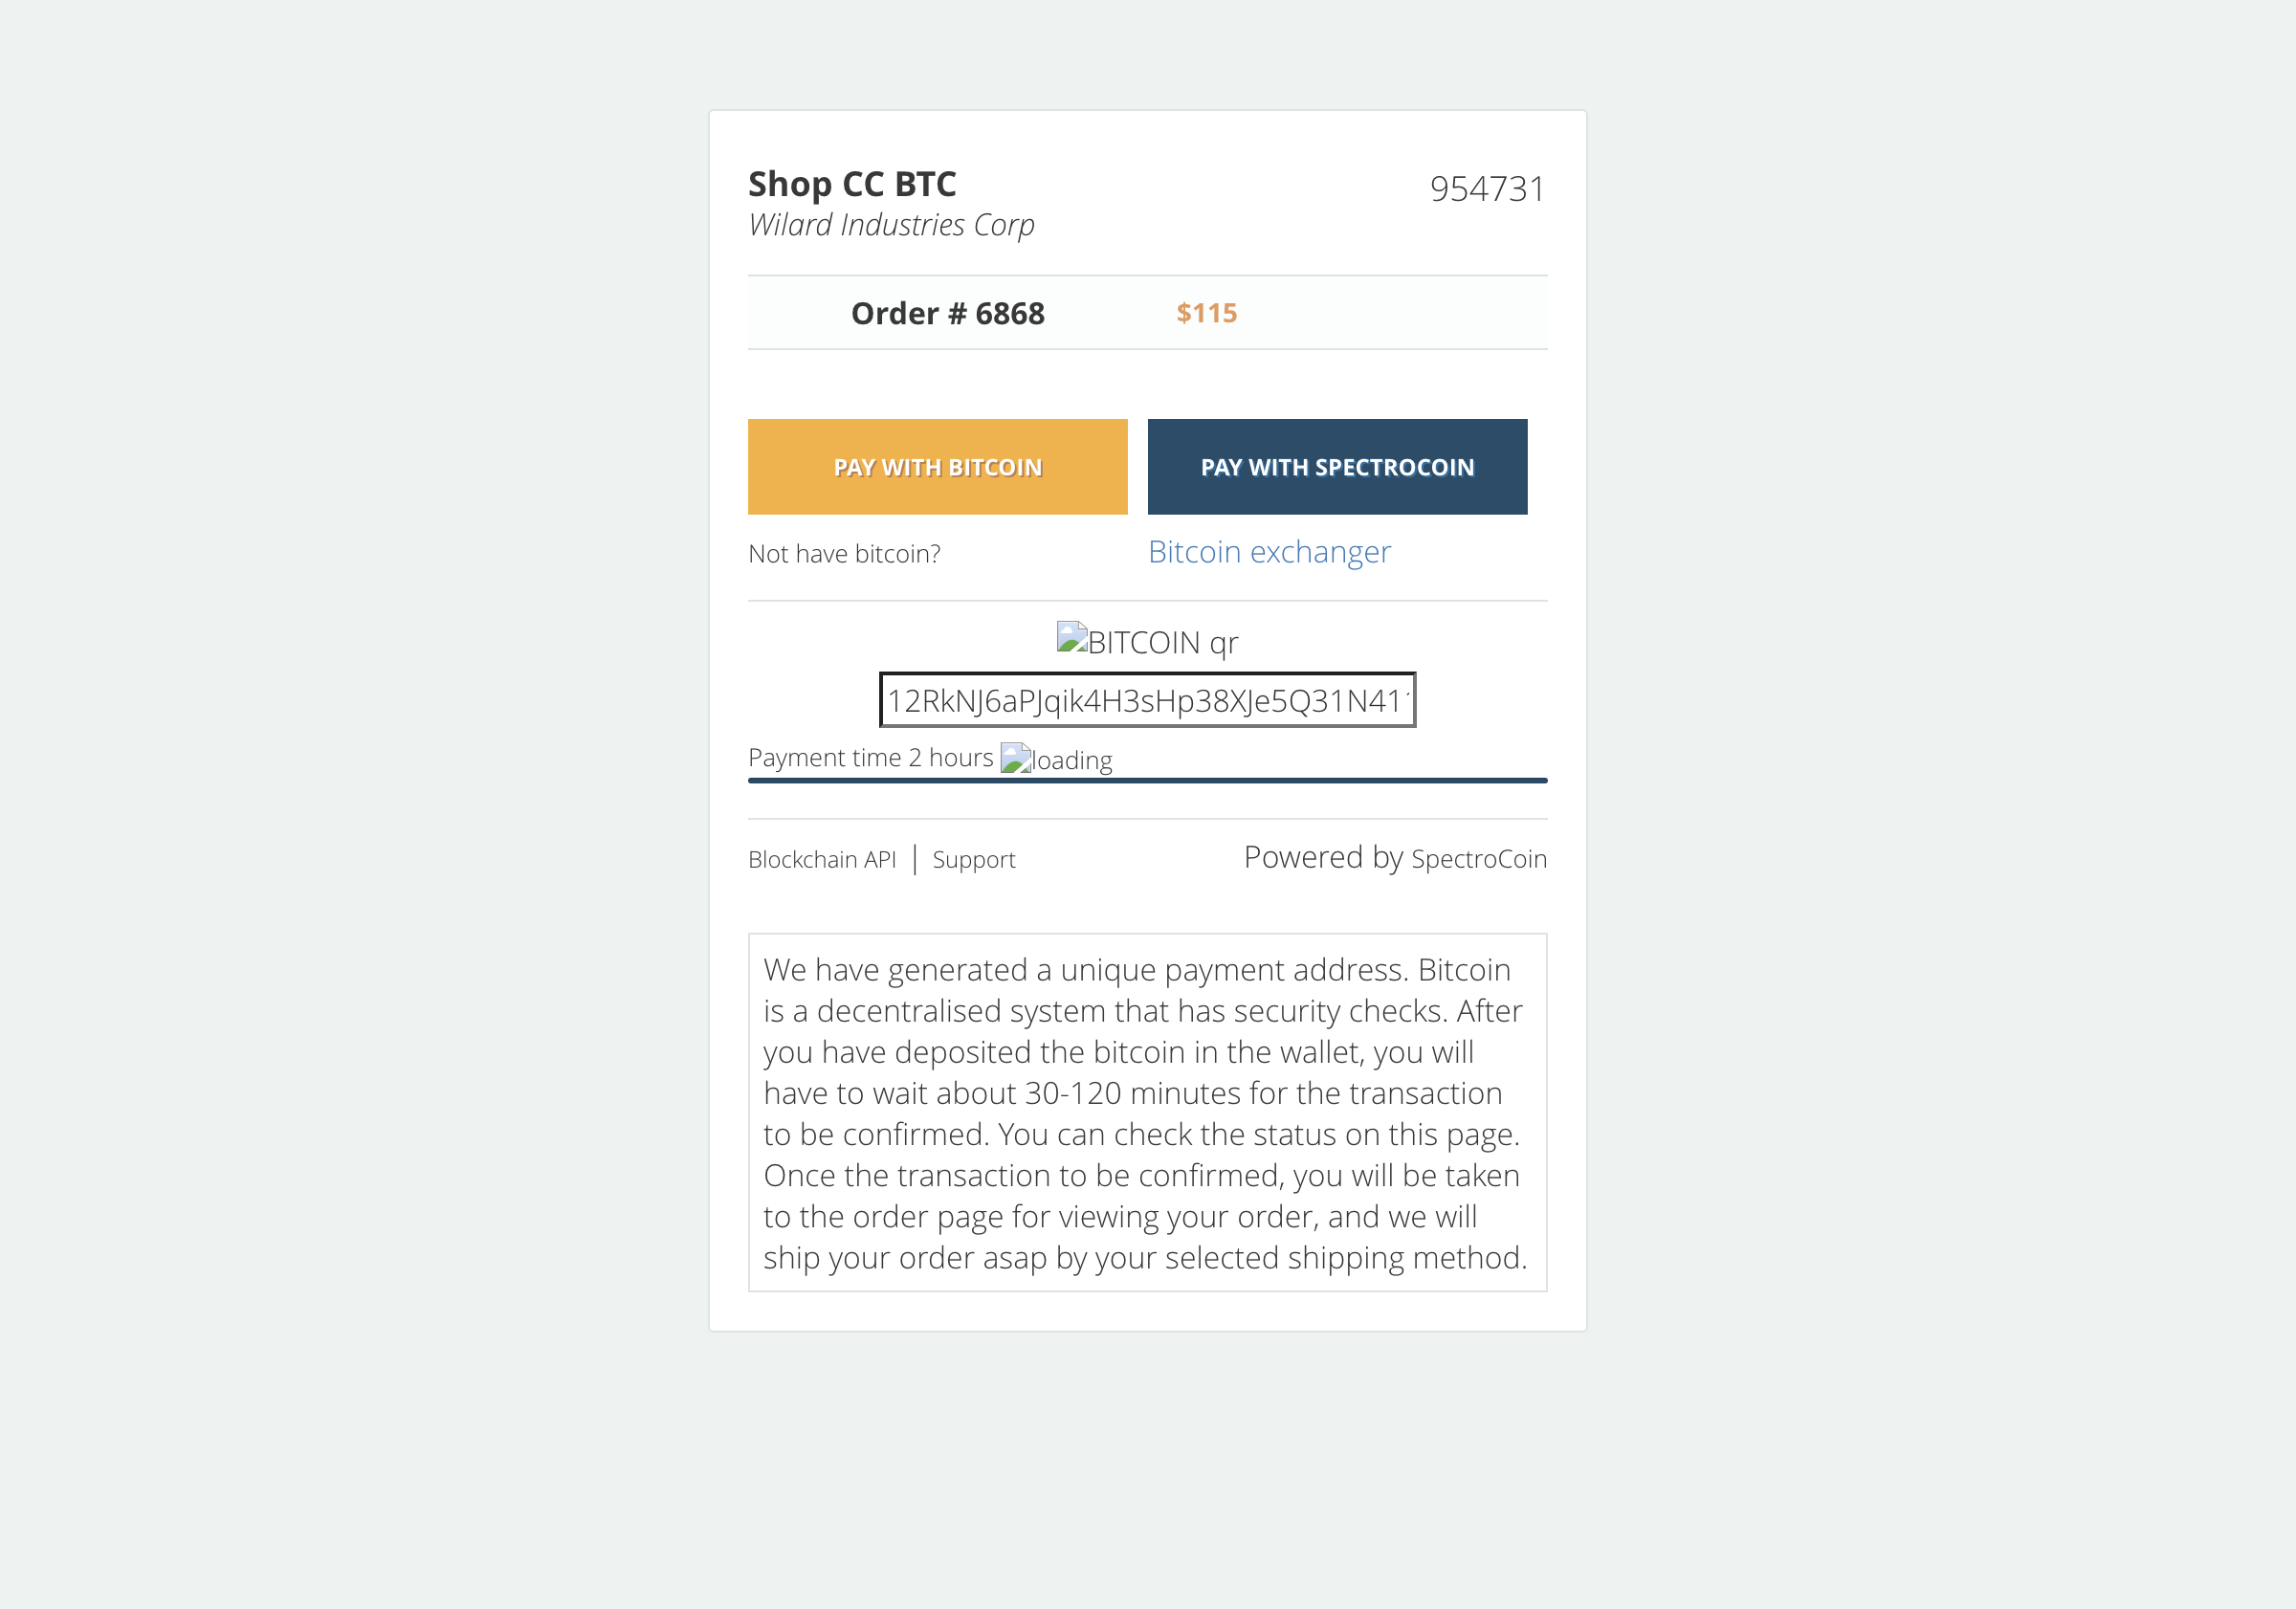 Shop CC BTC
954731
Wilard Industries Corp
Order # 6868 $115
PAY WITH BITCOIN PAY WITH SPECTROCOIN
Not have bitcoin? Bitcoin exchanger
BITCOIN qr
Payment time 2 hours loading
Blockchain API | Support Powered by SpectroCoin
We have generated a unique payment address. Bitcoin
is a decentralised system that has security checks. After
you have deposited the bitcoin in the wallet, you will
have to wait about 30-120 minutes for the transaction
to be confirmed. You can check the status on this page.
Once the transaction to be confirmed, you will be taken
to the order page for viewing your order, and we will
ship your order asap by your selected shipping method.